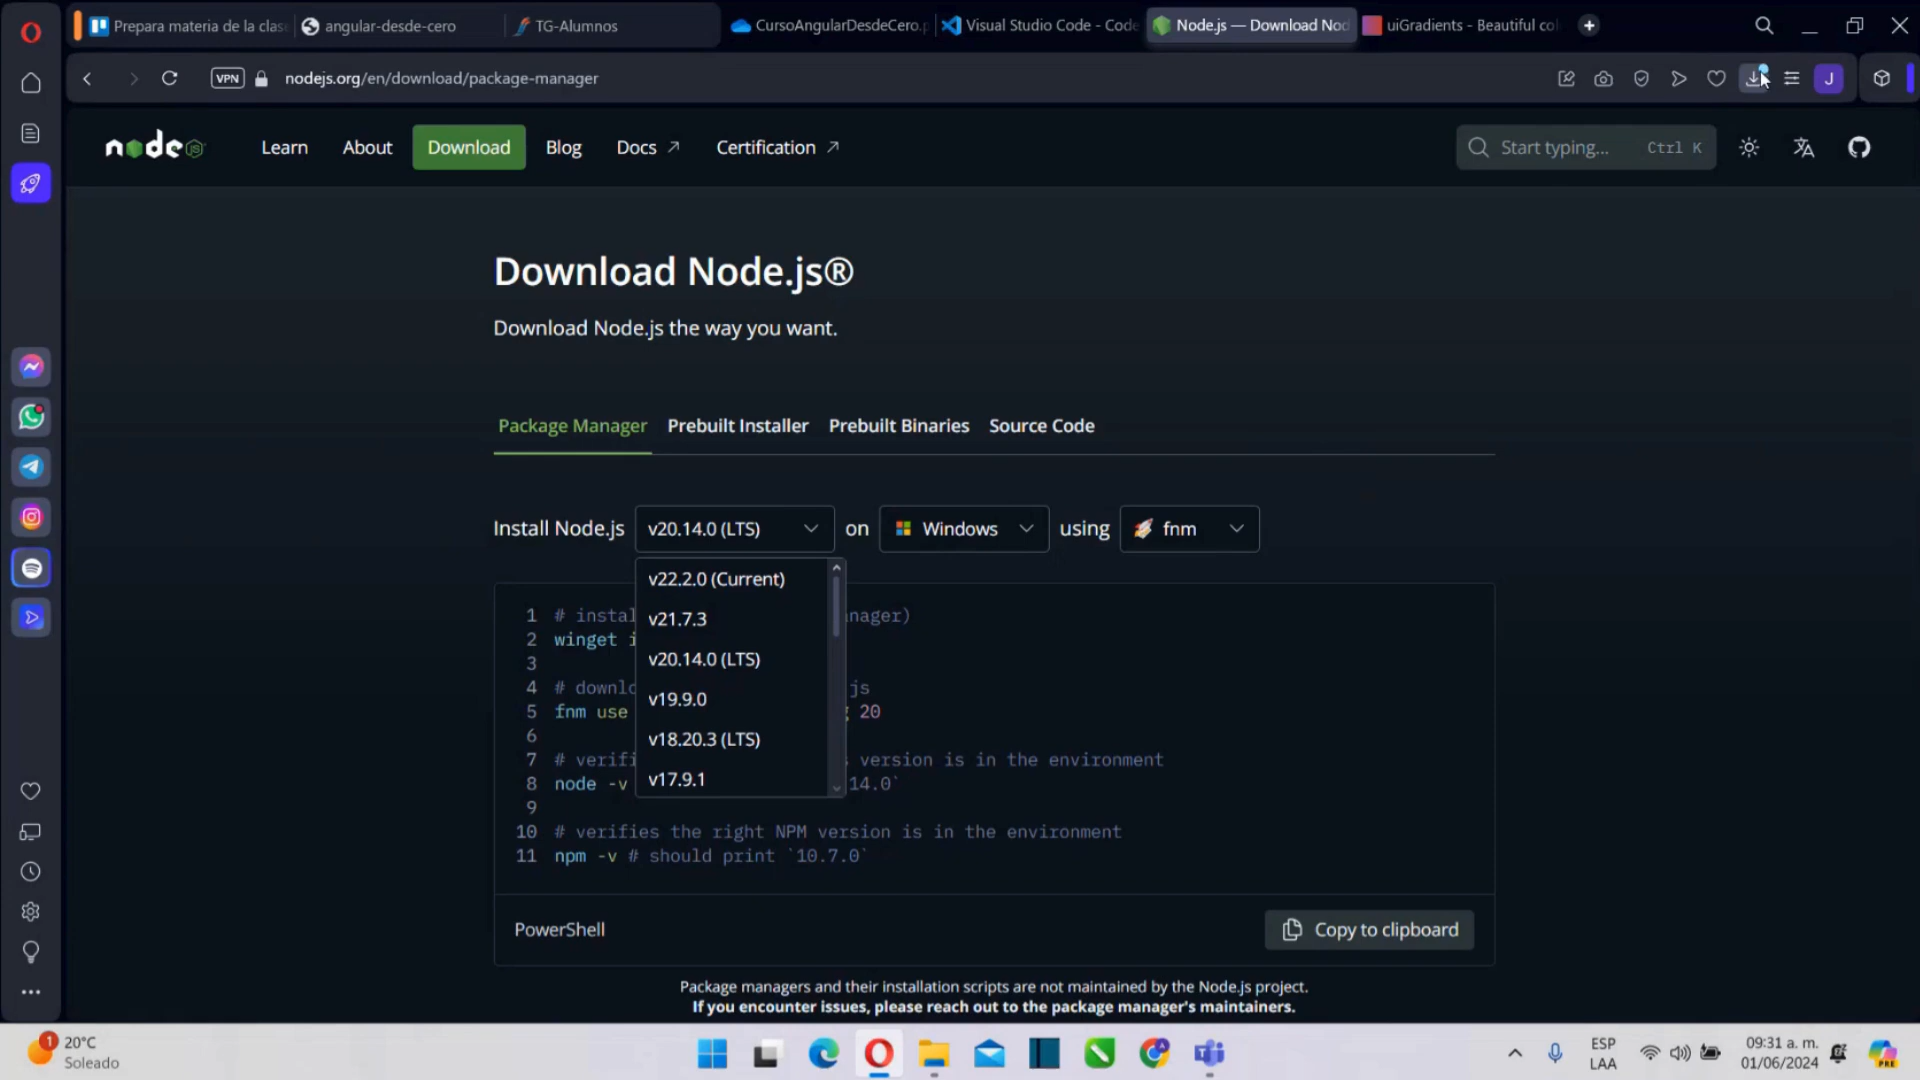 Prepara materia de la clase
angular-desde-cero
TG-Alumnos
CursoAngularDesdeCero.p
Visual Studio Code - Code
Node.js — Download Nod
uiGradients - Beautiful co
VPN
nodejs.org/en/download/package-manager
J
node JS
Learn
About
Download
Blog
Docs
Certification
Start typing...
Ctrl K
Download Node.js®
Download Node.js the way you want.
Package Manager
Prebuilt Installer
Prebuilt Binaries
Source Code
Install Node.js
v20.14.0 (LTS)
on
Windows
using
fnm
v22.2.0 (Current)
v21.7.3
v20.14.0 (LTS)
v19.9.0
v18.20.3 (LTS)
v17.9.1
1 # instal nager)
2 winget i
3
4 # downlo js
5 fnm use 20
6
7 # verifi version is in the environment
8 node -v 14.0`
9
10 # verifies the right NPM version is in the environment
11 npm -v # should print `10.7.0`
PowerShell
Copy to clipboard
Package managers and their installation scripts are not maintained by the Node.js project.
If you encounter issues, please reach out to the package manager's maintainers.
1
20°C
Soleado
ESP
LAA
09:31 a. m.
01/06/2024
PRE